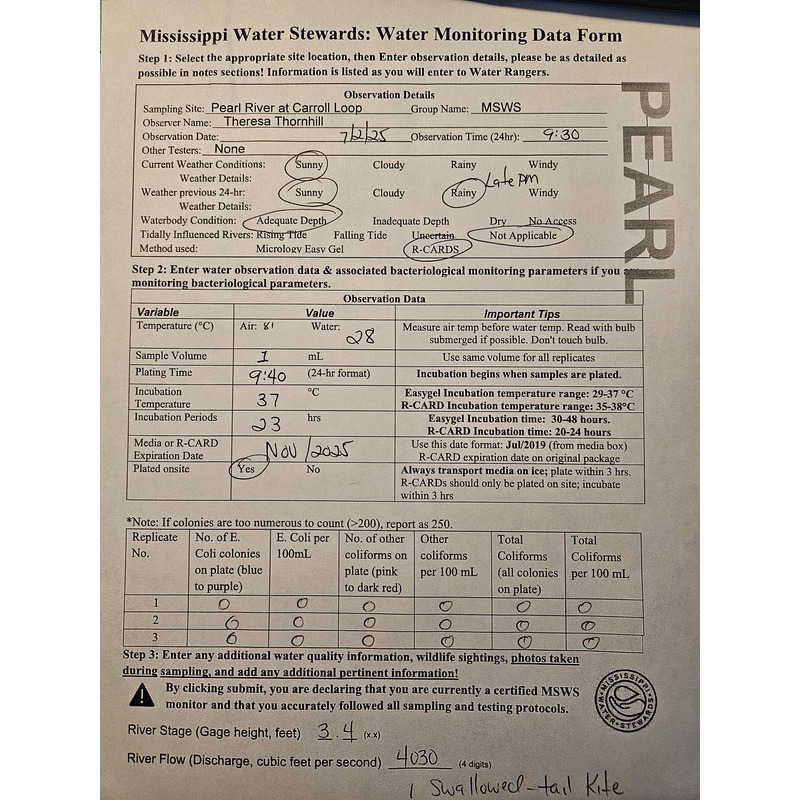 Mississippi Water Stewards: Water Monitoring Data Form
Step 1: Select the appropriate site location, then Enter observation details, please be as detailed as
possible in notes sections! Information is listed as you will enter to Water Rangers.
PEARL
Observation Details
Sampling Site: Pearl River at Carroll Loop Group Name: MSWS
Observer Name: Theresa Thornhill
Observation Date: 7/2/25 Observation Time (24hr): 9:30
Other Testers: None
Current Weather Conditions: Sunny Cloudy Rainy Windy
Weather Details:
Late PM
Weather previous 24-hr: Sunny Cloudy Rainy Windy
Weather Details:
Waterbody Condition: Adequate Depth Inadequate Depth Dry No Access
Tidally Influenced Rivers: Rising Tide Falling Tide Uncertain Not Applicable
Method used: Micrology Easy Gel R-CARDS
Step 2: Enter water observation data & associated bacteriological monitoring parameters if you are
monitoring bacteriological parameters.
Observation Data
Variable Value Important Tips
Temperature (°C) Air: 81 Water: 28 Measure air temp before water temp. Read with bulb
submerged if possible. Don't touch bulb.
Sample Volume 1 mL Use same volume for all replicates
Plating Time 9:40 (24-hr format) Incubation begins when samples are plated.
Incubation 37 °C Easygel Incubation temperature range: 29-37 °C
Temperature R-CARD Incubation temperature range: 35-38°C
Incubation Periods 23 hrs Easygel Incubation time: 30-48 hours.
R-CARD Incubation time: 20-24 hours
Media or R-CARD NOV/2025 Use this date format: Jul/2019 (from media box)
Expiration Date R-CARD expiration date on original package
Plated onsite Yes No Always transport media on ice; plate within 3 hrs.
R-CARDs should only be plated on site; incubate
within 3 hrs
*Note: If colonies are too numerous to count (>200), report as 250.
Replicate No. of E. E. Coli per No. of other Other Total Total
No. Coli colonies 100mL coliforms on coliforms Coliforms Coliforms
on plate (blue plate (pink per 100 mL (all colonies per 100 mL
to purple) to dark red) on plate)
1 0 0 0 0 0 0
2 0 0 0 0 0 0
3 0 0 0 0 0 0
Step 3: Enter any additional water quality information, wildlife sightings, photos taken
during sampling, and add any additional pertinent information!
By clicking submit, you are declaring that you are currently a certified MSWS
monitor and that you accurately followed all sampling and testing protocols.
MISSISSIPPI WATER STEWARDS
River Stage (Gage height, feet) 3.4 (x.x)
River Flow (Discharge, cubic feet per second) 4030 (4 digits)
1 Swallowed-tail Kite